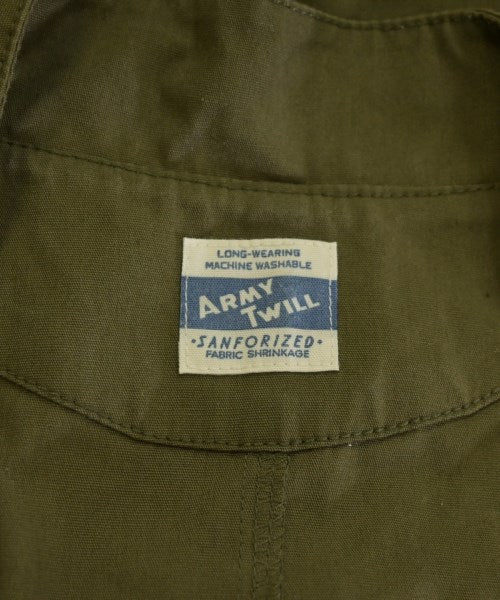 LONG-WEARING
MACHINE WASHABLE
ARMY
TWILL
·SANFORIZED·
FABRIC SHRINKAGE